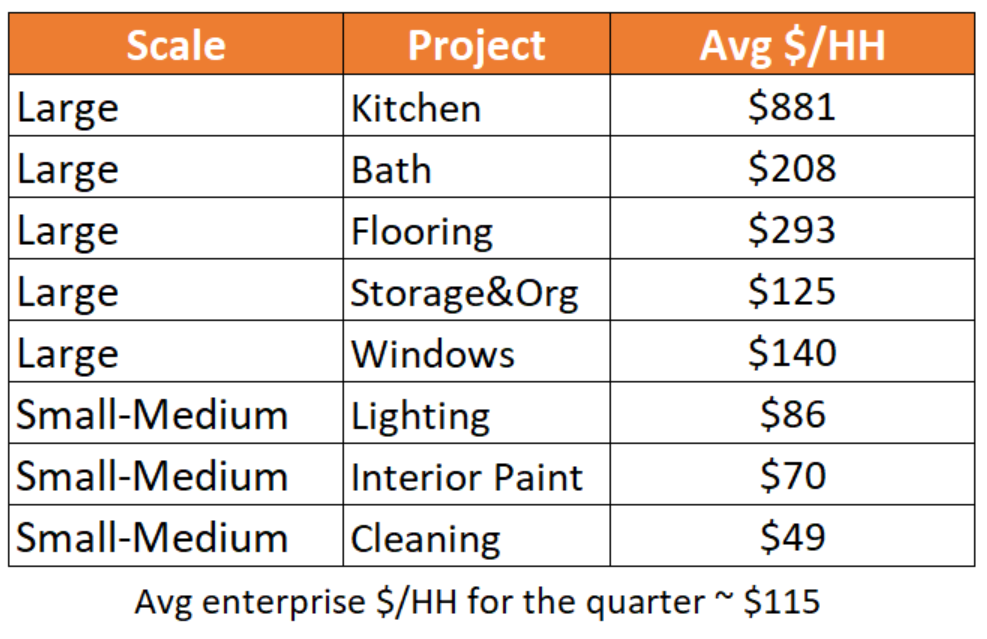 Scale Project Avg $/HH
Large Kitchen $881
Large Bath $208
Large Flooring $293
Large Storage&Org $125
Large Windows $140
Small-Medium Lighting $86
Small-Medium Interior Paint $70
Small-Medium Cleaning $49
Avg enterprise $/HH for the quarter ~ $115